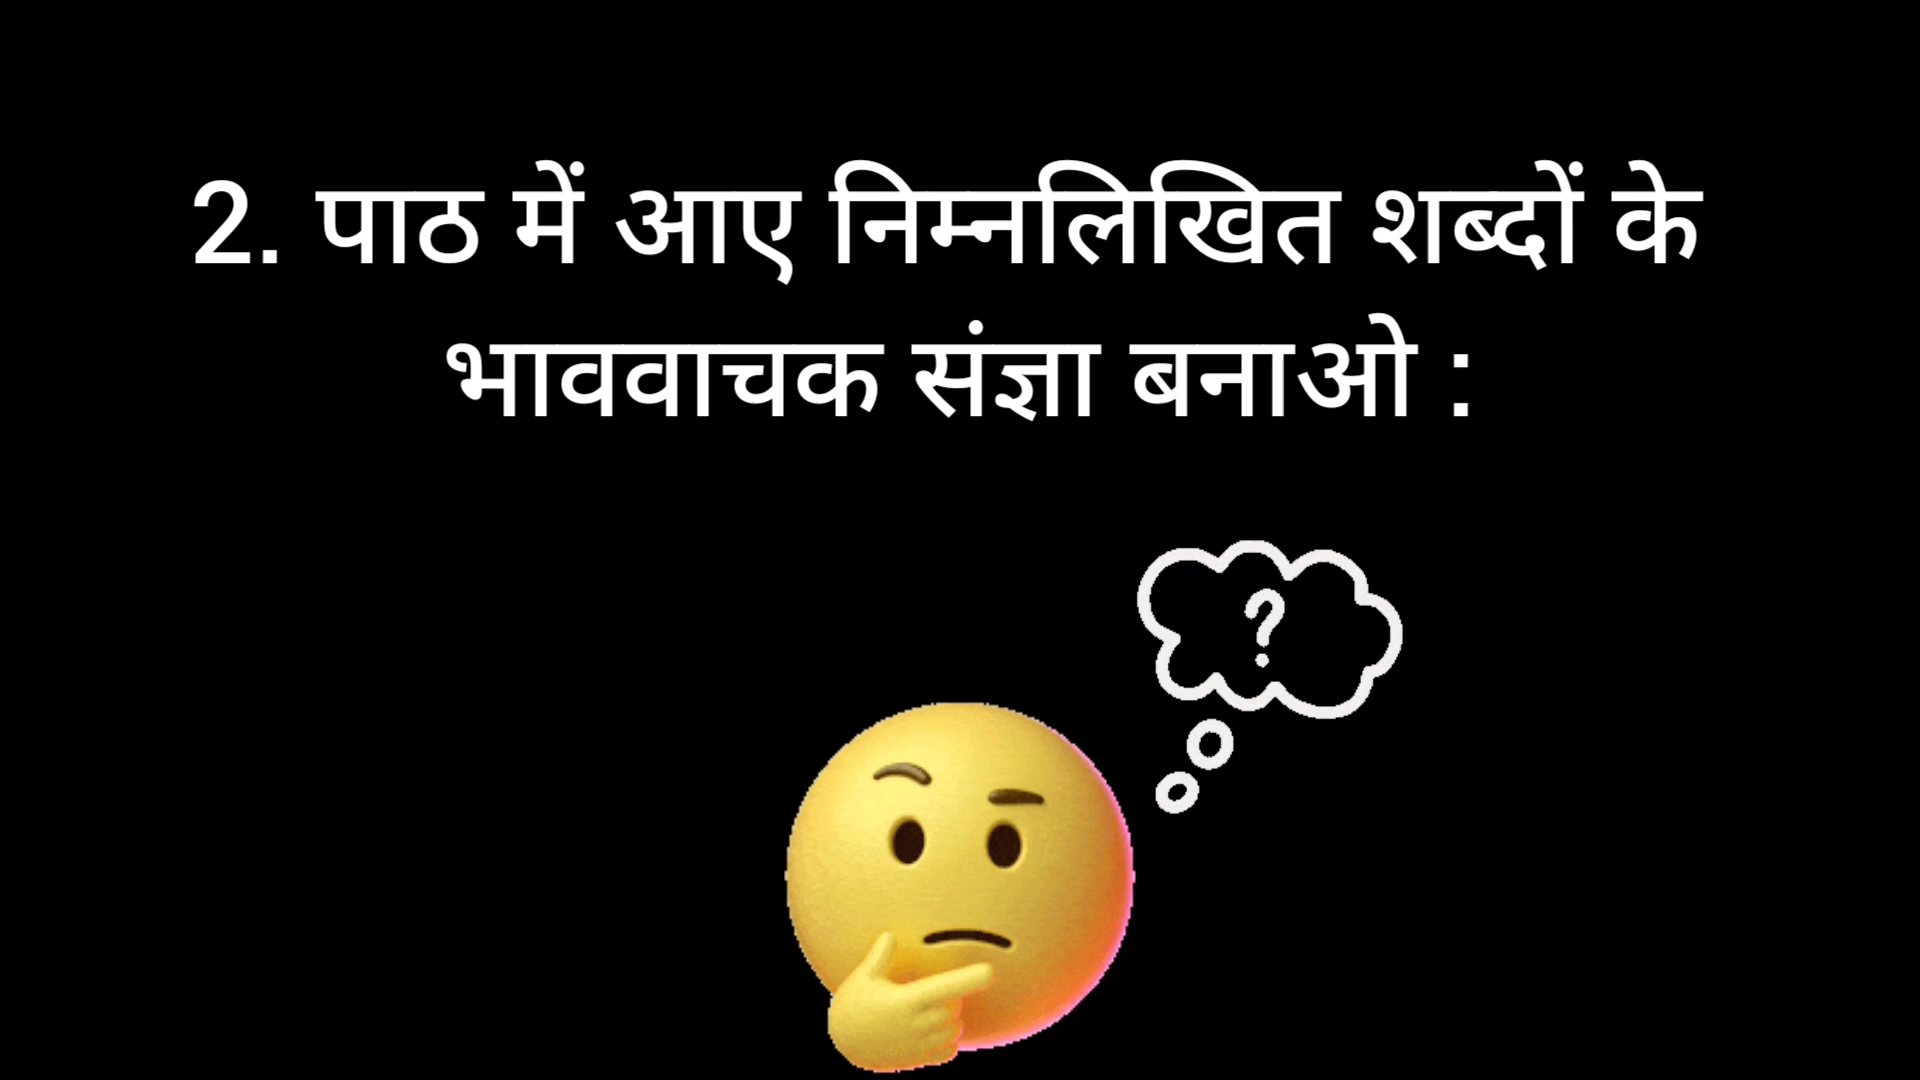 2. पाठ में आए निम्नलिखित शब्दों के
भाववाचक संज्ञा बनाओ :
?